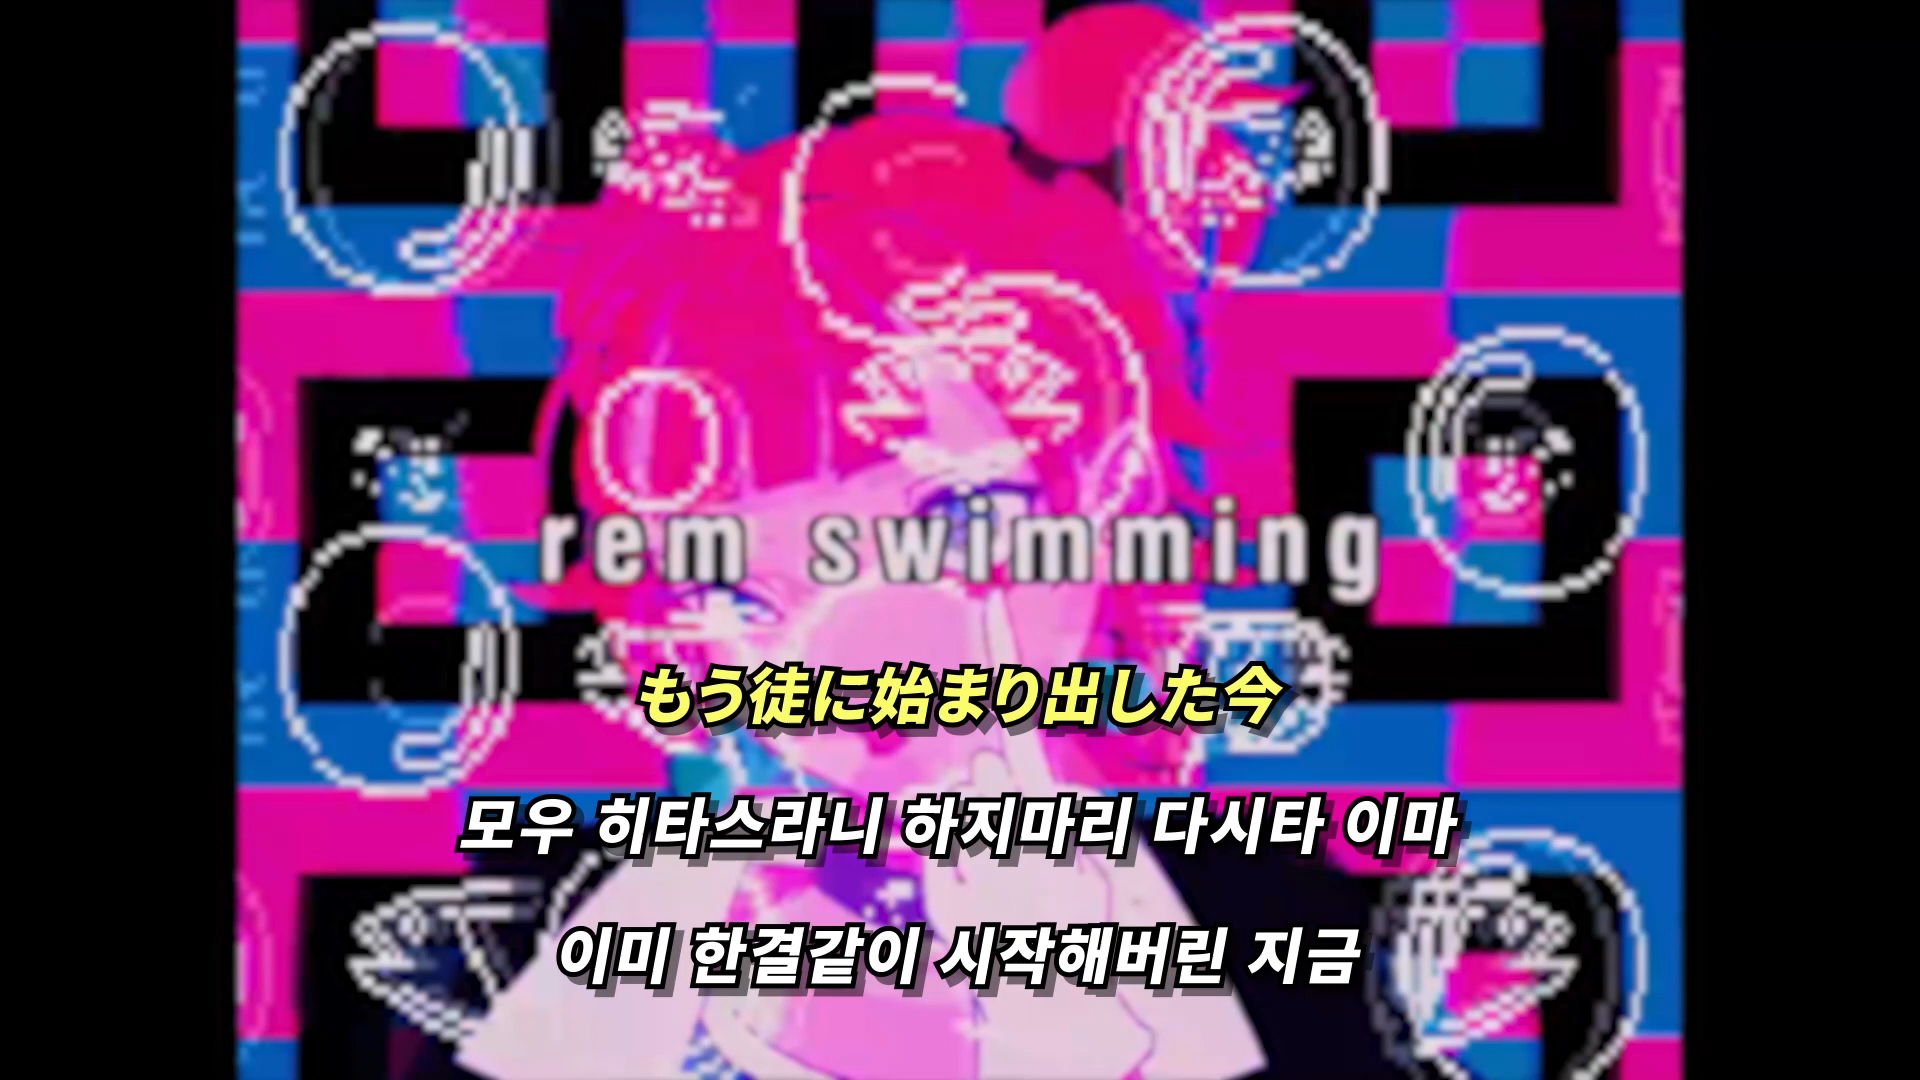 rem swimming
もう徒に始まり出した今
모우 히타스라니 하지마리 다시타 이마
이미 한결같이 시작해버린 지금